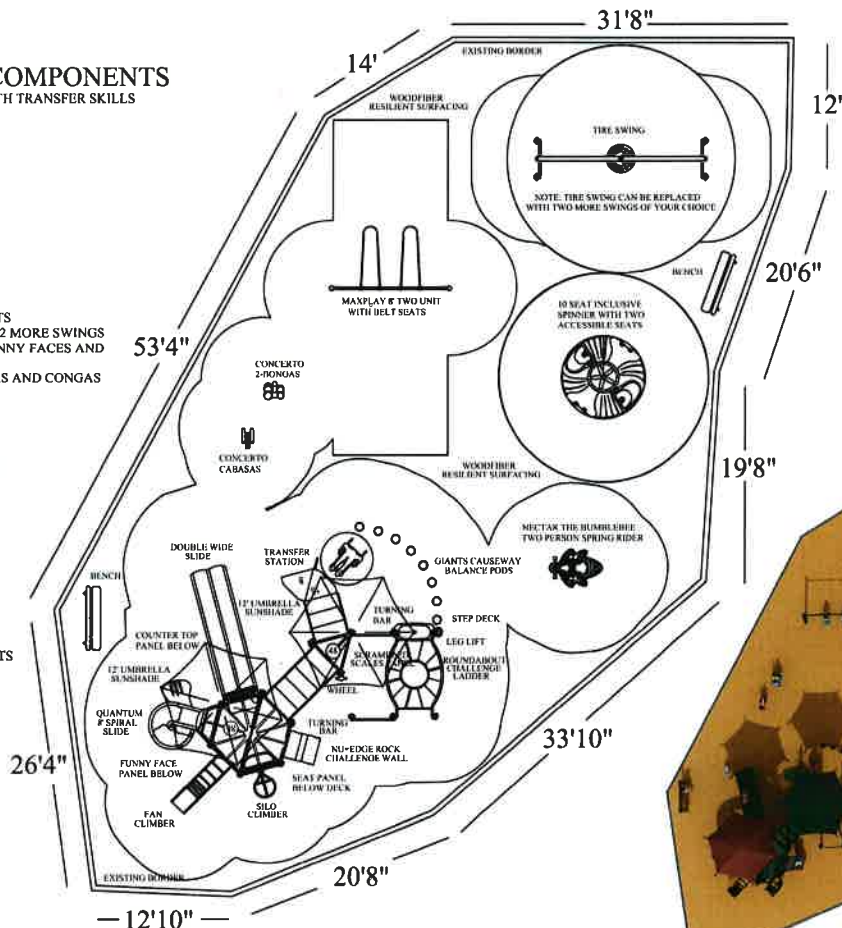 31'8"
COMPONENTS
TH TRANSFER SKILLS
14'
EXISTING BORDER
12'
WOODFIBER
RESILIENT SURFACING
TIRE SWING
NOTE: TIRE SWING CAN BE REPLACED
WITH TWO MORE SWINGS OF YOUR CHOICE
BENCH
20'6"
MAXPLAY 8' TWO UNIT
WITH BELT SEATS
10 SEAT INCLUSIVE
SPINNER WITH TWO
ACCESSIBLE SEATS
TS
2 MORE SWINGS
NNY FACES AND
S AND CONGAS
53'4"
CONCERTO
CONCERTO
CABASAS
WOODFIBER
RESILIENT SURFACING
19'8"
NECTAR THE BUMBLEBEE
TWO PERSON SPRING RIDER
DOUBLE WIDE
SLIDE
TRANSFER
STATION
GIANTS CAUSEWAY
BALANCE PODS
BENCH
12' UMBRELLA
SUNSHADE
TURNING
BAR
STEP DECK
LEG LIFT
COUNTER TOP
PANEL BELOW
48
SCALES
ROUNDABOUT
CHALLENGE
LADDER
TS
12' UMBRELLA
SUNSHADE
WHEEL
QUANTUM
8' SPIRAL
SLIDE
TURNING
BAR
NU-EDGE ROCK
CHALLENGE WALL
33'10"
26'4"
FUNNY FACE
PANEL BELOW
SEAT PANEL
BELOW DECK
FAN
CLIMBER
SILO
CLIMBER
EXISTING BORDER
20'8"
12'10"